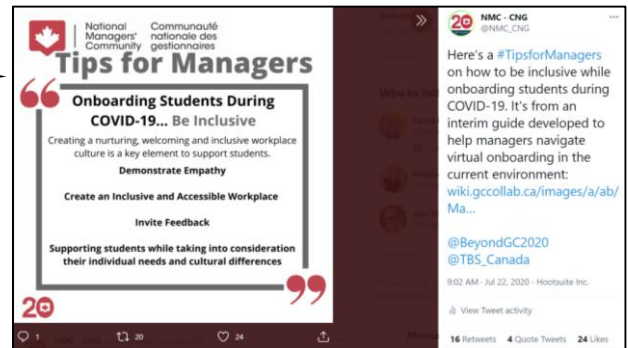 National Managers' Community
Communauté nationale des gestionnaires
Tips for Managers
Onboarding Students During
COVID-19... Be Inclusive
Creating a nurturing, welcoming and inclusive workplace
culture is a key element to support students.
Demonstrate Empathy
Create an Inclusive and Accessible Workplace
Invite Feedback
Supporting students while taking into consideration
their individual needs and cultural differences
20
1
20
24
20 NMC - CNG
@NMC_CNG
Here's a #TipsforManagers
on how to be inclusive while
onboarding students during
COVID-19. It's from an
interim guide developed to
help managers navigate
virtual onboarding in the
current environment:
wiki.gccollab.ca/images/a/ab/
Ma...
@BeyondGC2020
@TBS_Canada
9:02 AM · Jul 22, 2020 · Hootsuite Inc.
View Tweet activity
16 Retweets 4 Quote Tweets 24 Likes